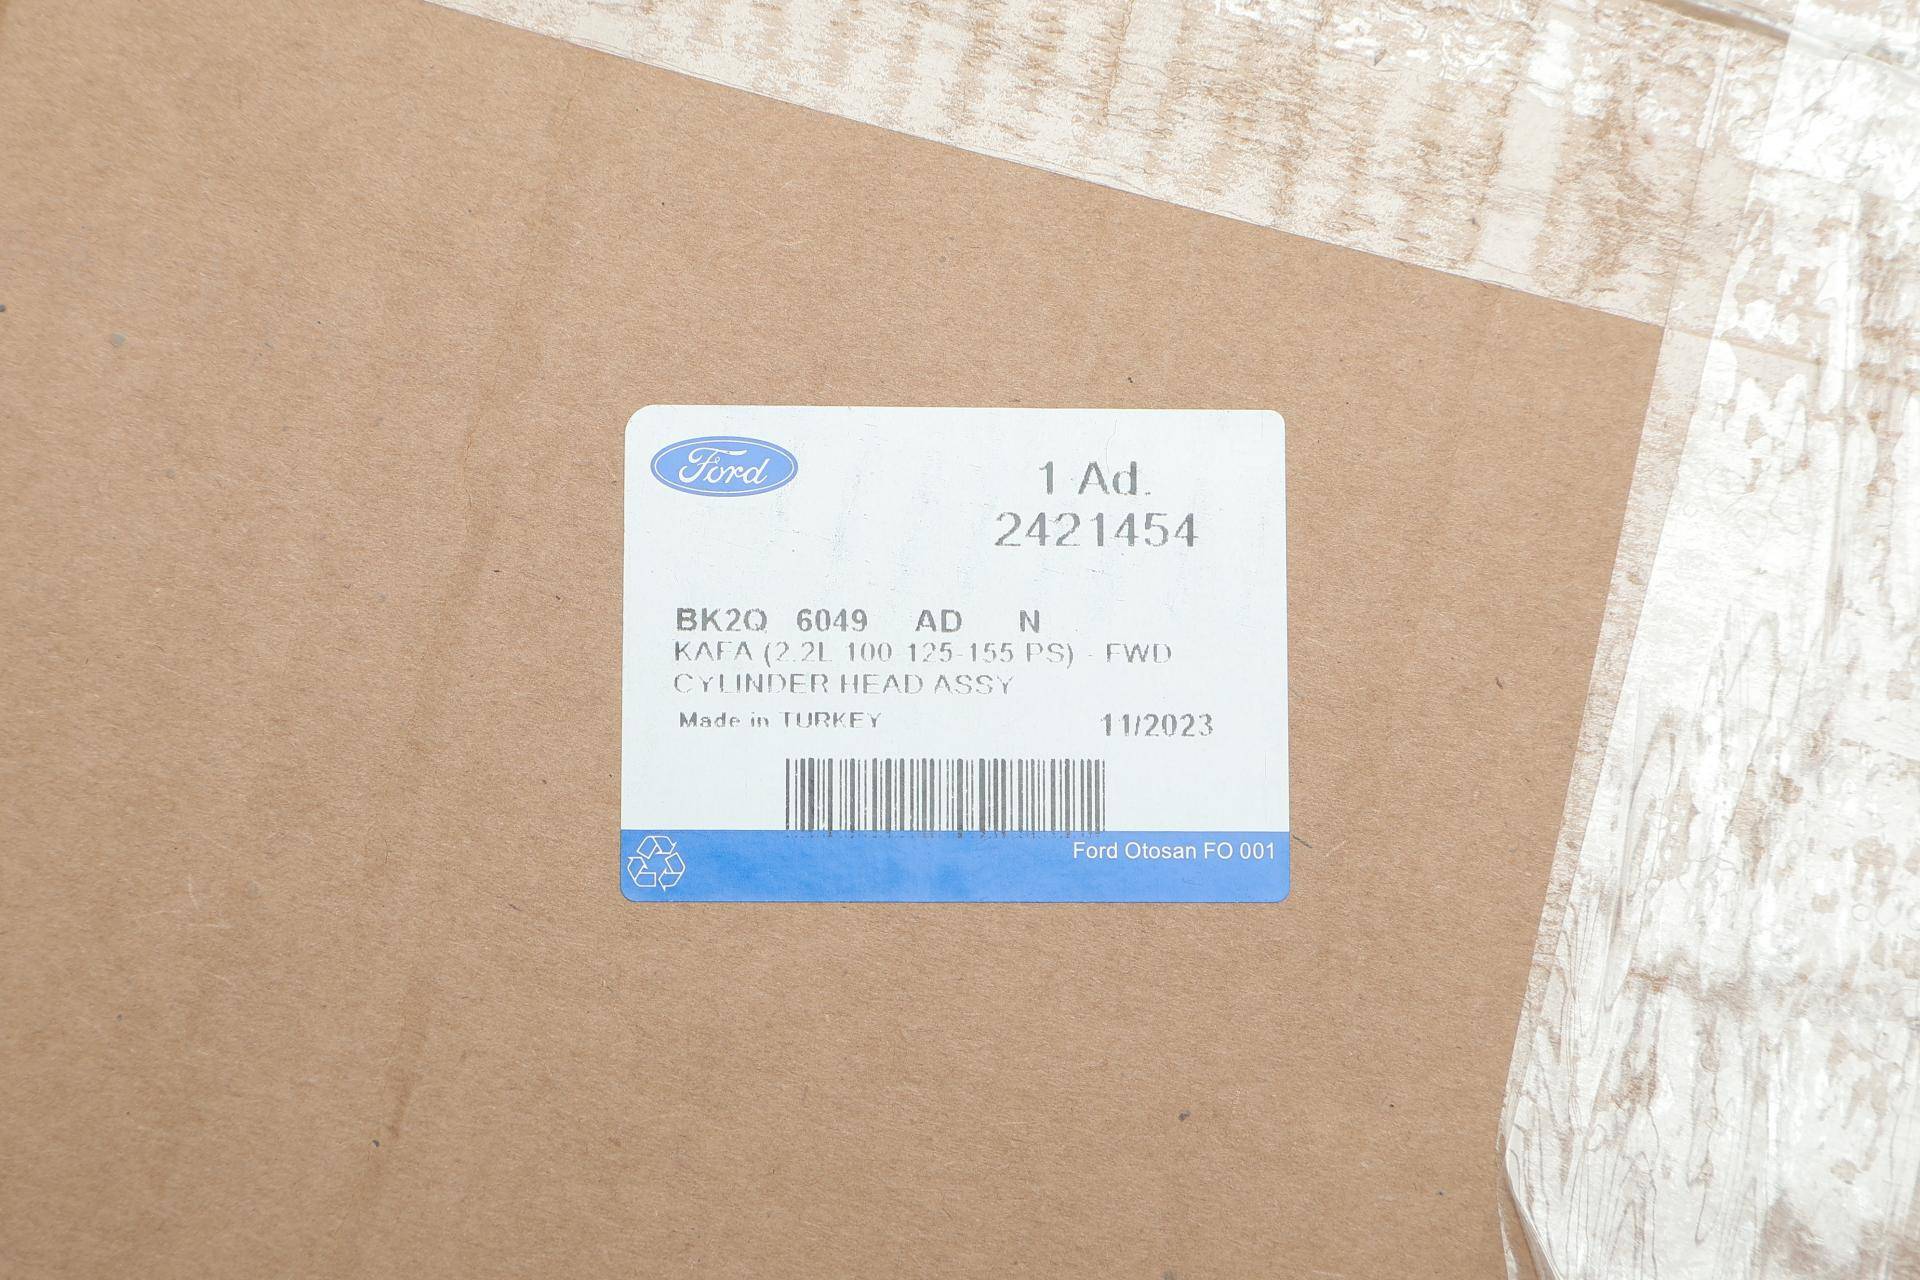 Ford
1 Ad.
2421454
BK2Q 6049 AD N
KAFA (2.2L 100-125-155 PS) - FWD
CYLINDER HEAD ASSY
Made in TURKEY 11/2023
Ford Otosan FO 001